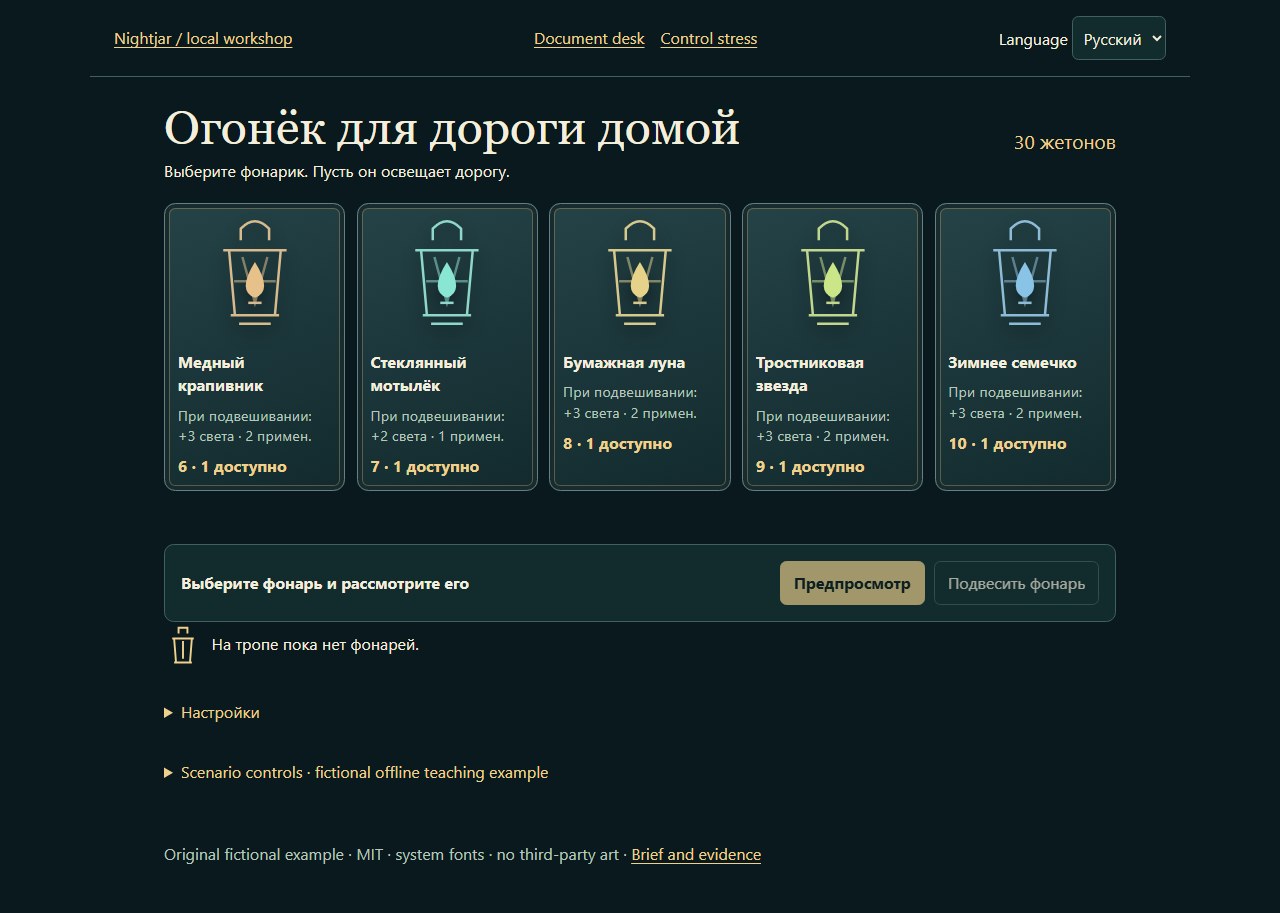 Nightjar / local workshop
Document desk
Control stress
Language
Русский
Огонёк для дороги домой
30 жетонов
Выберите фонарик. Пусть он освещает дорогу.
Медный
крапивник
При подвешивании:
+3 света · 2 примен.
6 · 1 доступно
Стеклянный
мотылёк
При подвешивании:
+2 света · 1 примен.
7 · 1 доступно
Бумажная луна
При подвешивании:
+3 света · 2 примен.
8 · 1 доступно
Тростниковая
звезда
При подвешивании:
+3 света · 2 примен.
9 · 1 доступно
Зимнее семечко
При подвешивании:
+3 света · 2 примен.
10 · 1 доступно
Выберите фонарь и рассмотрите его
Предпросмотр
Подвесить фонарь
На тропе пока нет фонарей.
Настройки
Scenario controls · fictional offline teaching example
Original fictional example · MIT · system fonts · no third-party art · Brief and evidence